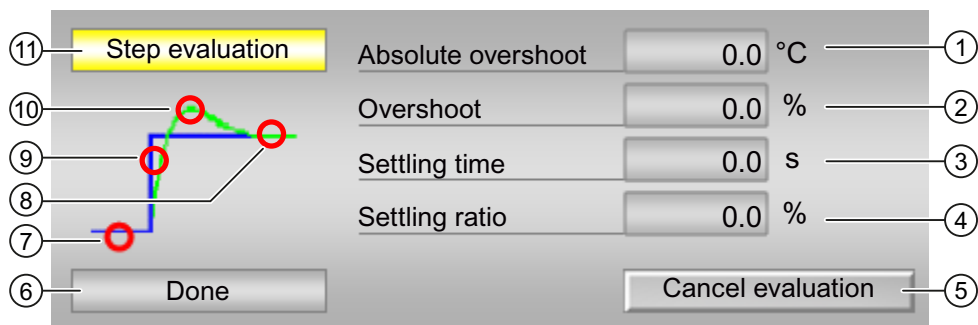 11 Step evaluation Absolute overshoot 0.0 °C 1
10 Overshoot 0.0 % 2
9 Settling time 0.0 s 3
8 Settling ratio 0.0 % 4
7
6 Done Cancel evaluation 5